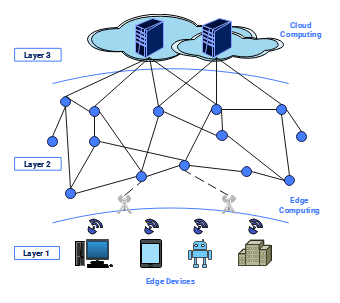 Cloud
Computing
Layer 3
Layer 2
Edge
Computing
Layer 1
Edge Devices